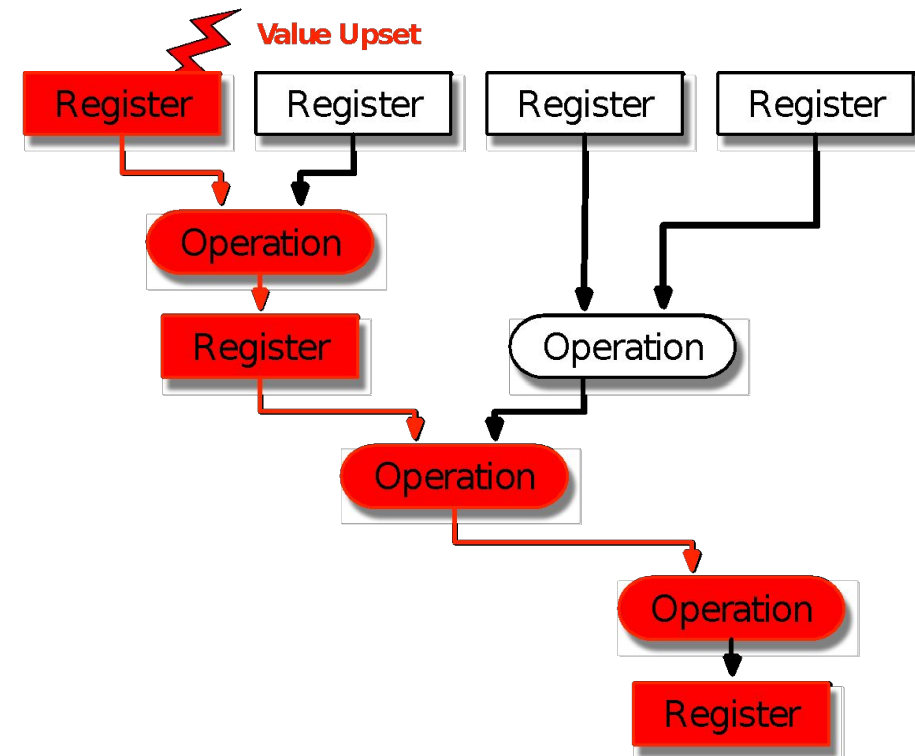 Value Upset
Register
Register
Register
Register
Operation
Register
Operation
Operation
Operation
Register